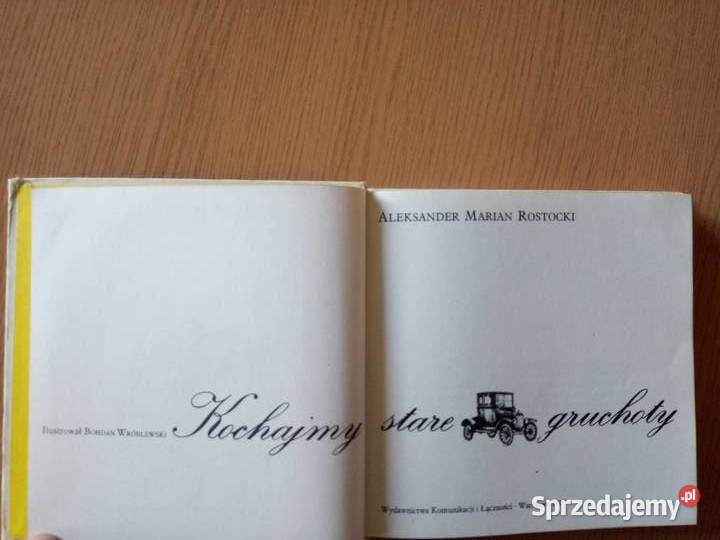 ALEKSANDER MARIAN ROSTOCKI
Ilustrował BOHDAN WRÓBLEWSKI
Kochajmy stare gruchoty
Wydawnictwa Komunikacji i Łączności
Sprzedajemy.pl